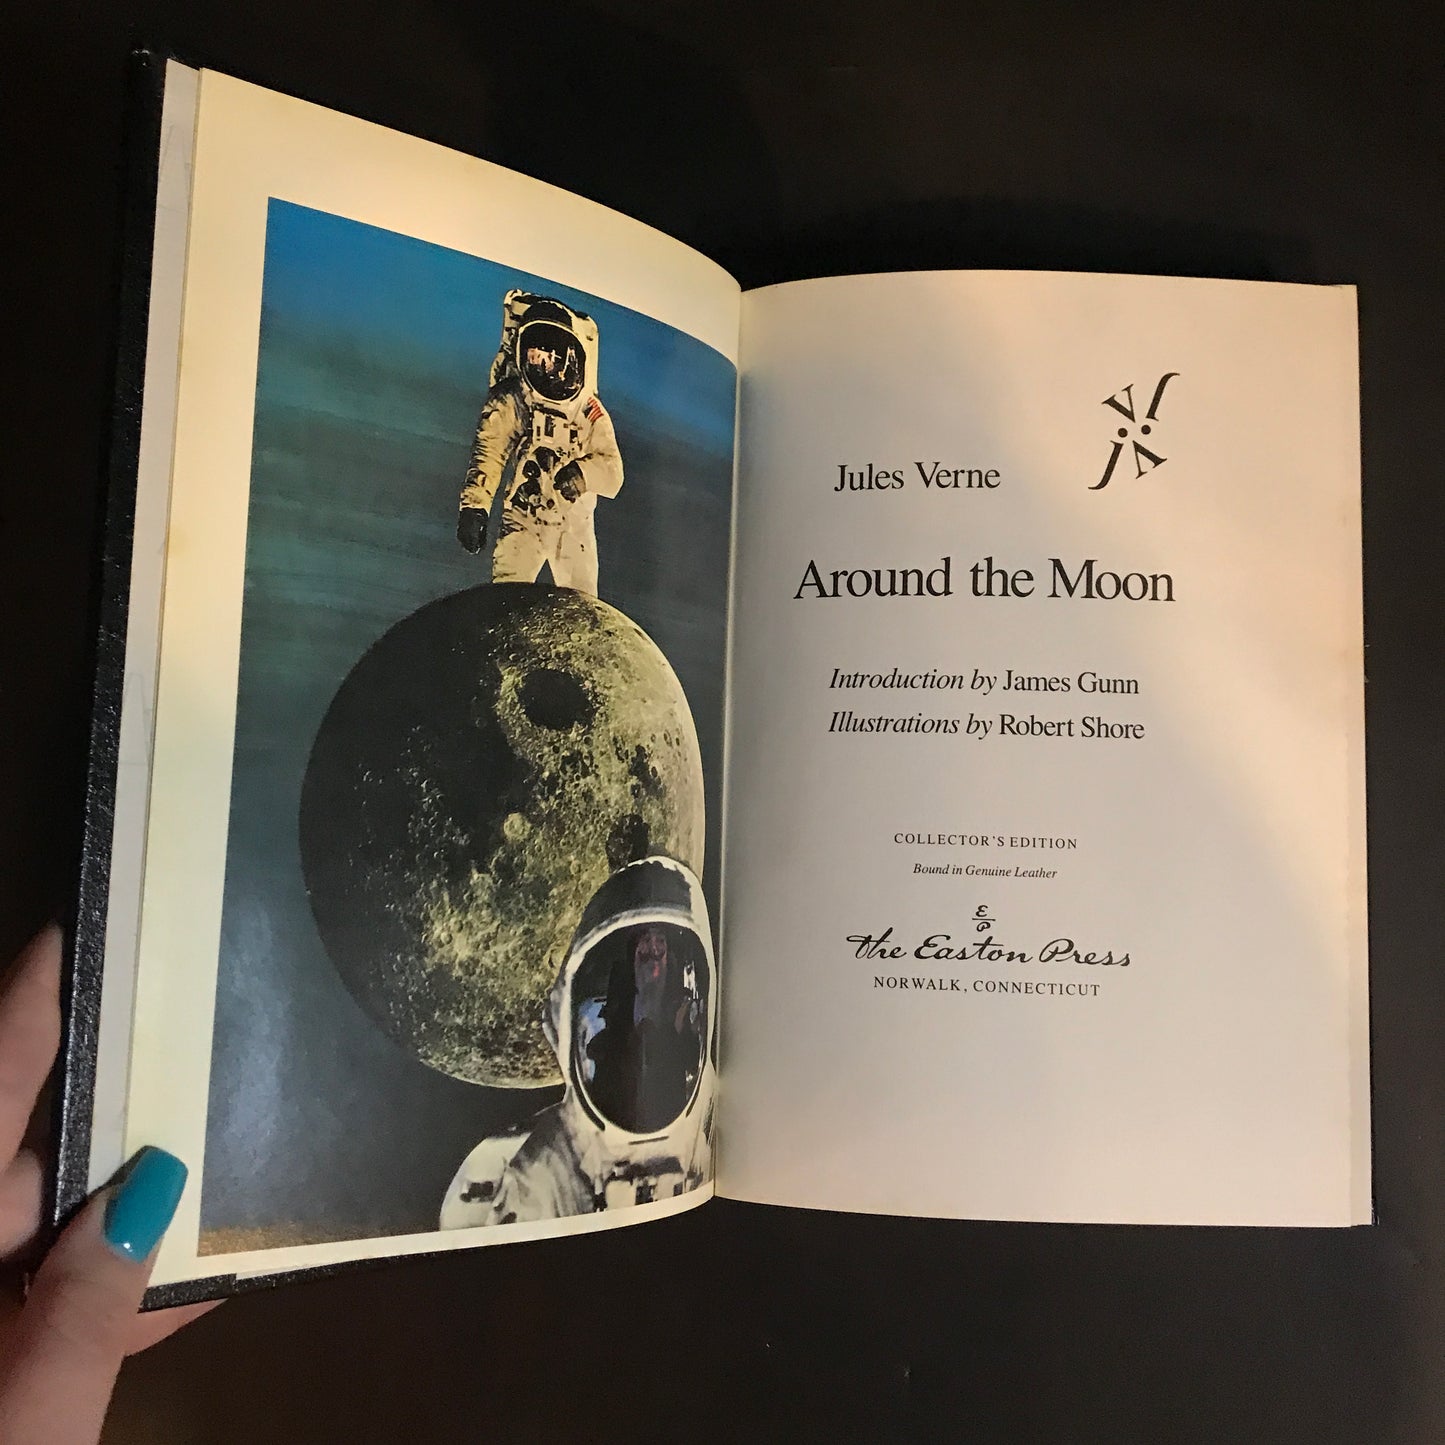 Jules Verne
Around the Moon
Introduction by James Gunn
Illustrations by Robert Shore
COLLECTOR'S EDITION
Bound in Genuine Leather
E
P
The Easton Press
NORWALK, CONNECTICUT